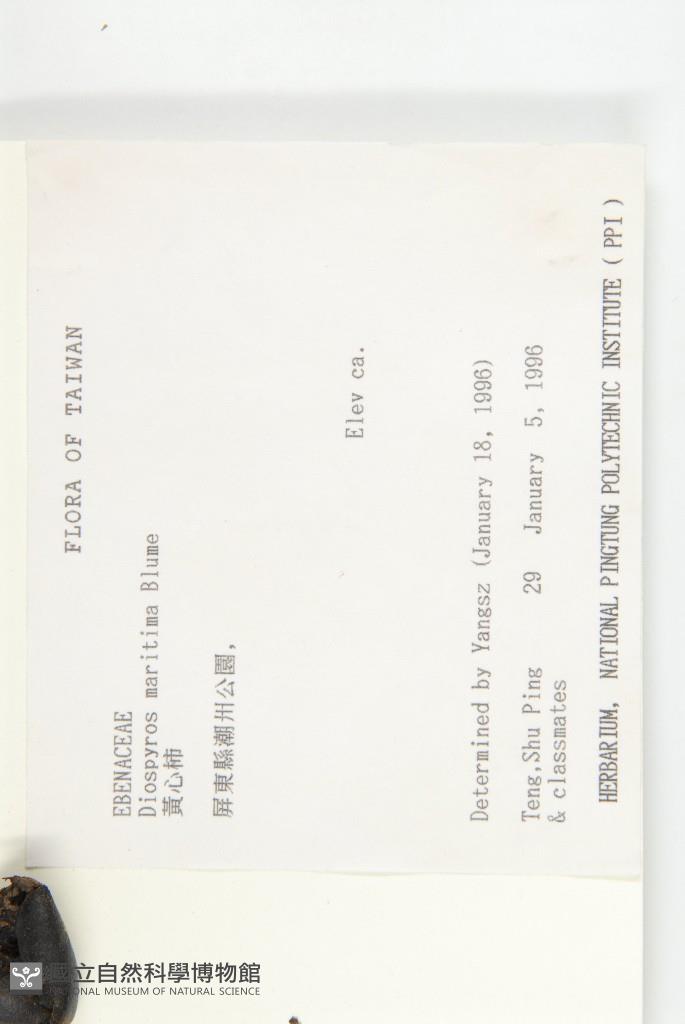 FLORA OF TAIWAN
EBENACEAE
Diospyros maritima Blume
黃心柿
屏東縣潮州公園,
Elev ca.
Determined by Yangsz (January 18, 1996)
Teng,Shu Ping 29 January 5, 1996
& classmates
HERBARIUM, NATIONAL PINGTUNG POLYTECHNIC INSTITUTE ( PPI )
國立自然科學博物館
NATIONAL MUSEUM OF NATURAL SCIENCE